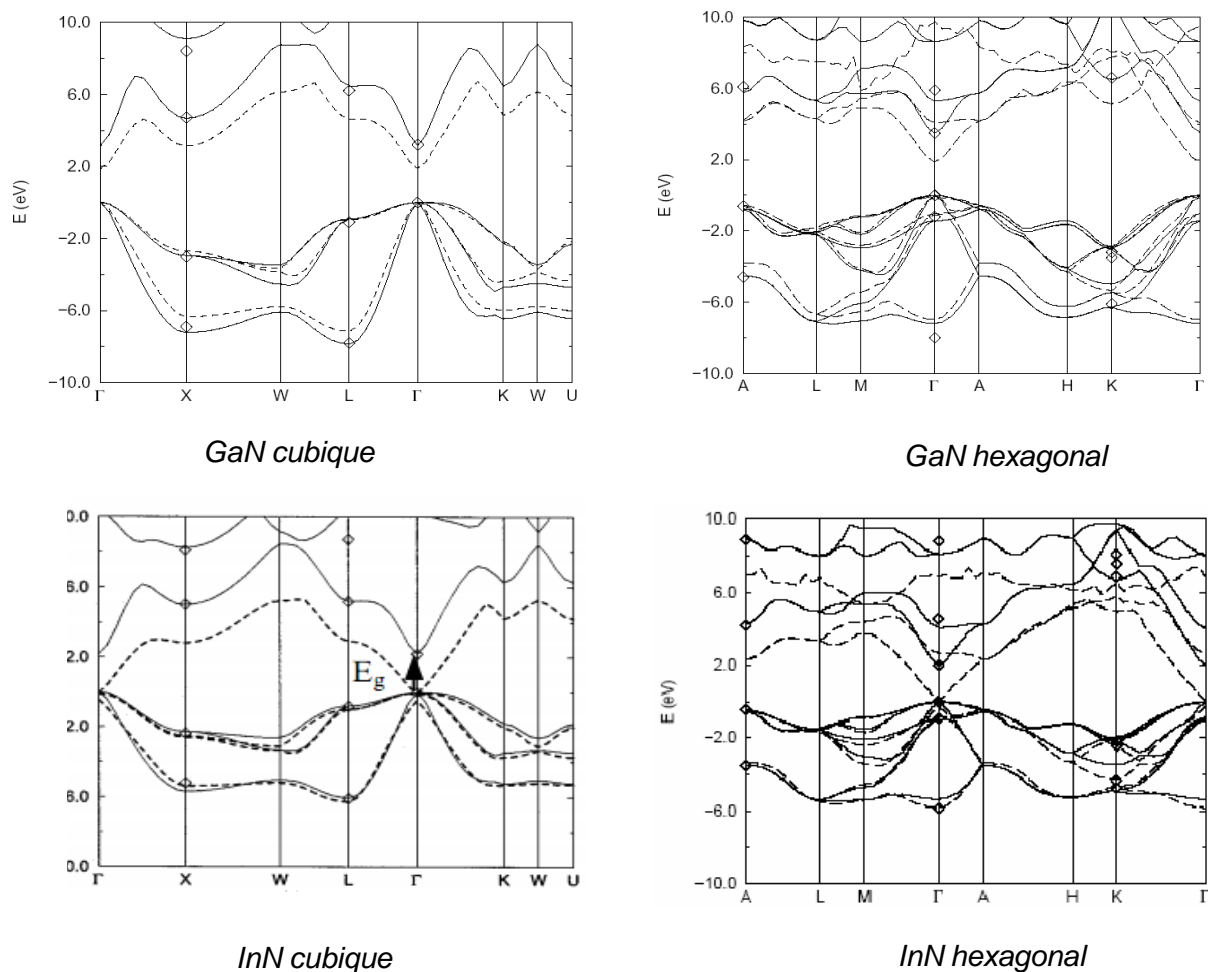 10.0
6.0
2.0
−2.0
−6.0
−10.0
E (eV)
Γ X W L Γ K W U
GaN cubique
10.0
6.0
2.0
−2.0
−6.0
−10.0
E (eV)
A L M Γ A H K Γ
GaN hexagonal
0.0
6.0
2.0
2.0
6.0
0.0
E_g
Γ X W L Γ K W U
InN cubique
10.0
6.0
2.0
−2.0
−6.0
−10.0
E (eV)
A L M Γ A H K Γ
InN hexagonal